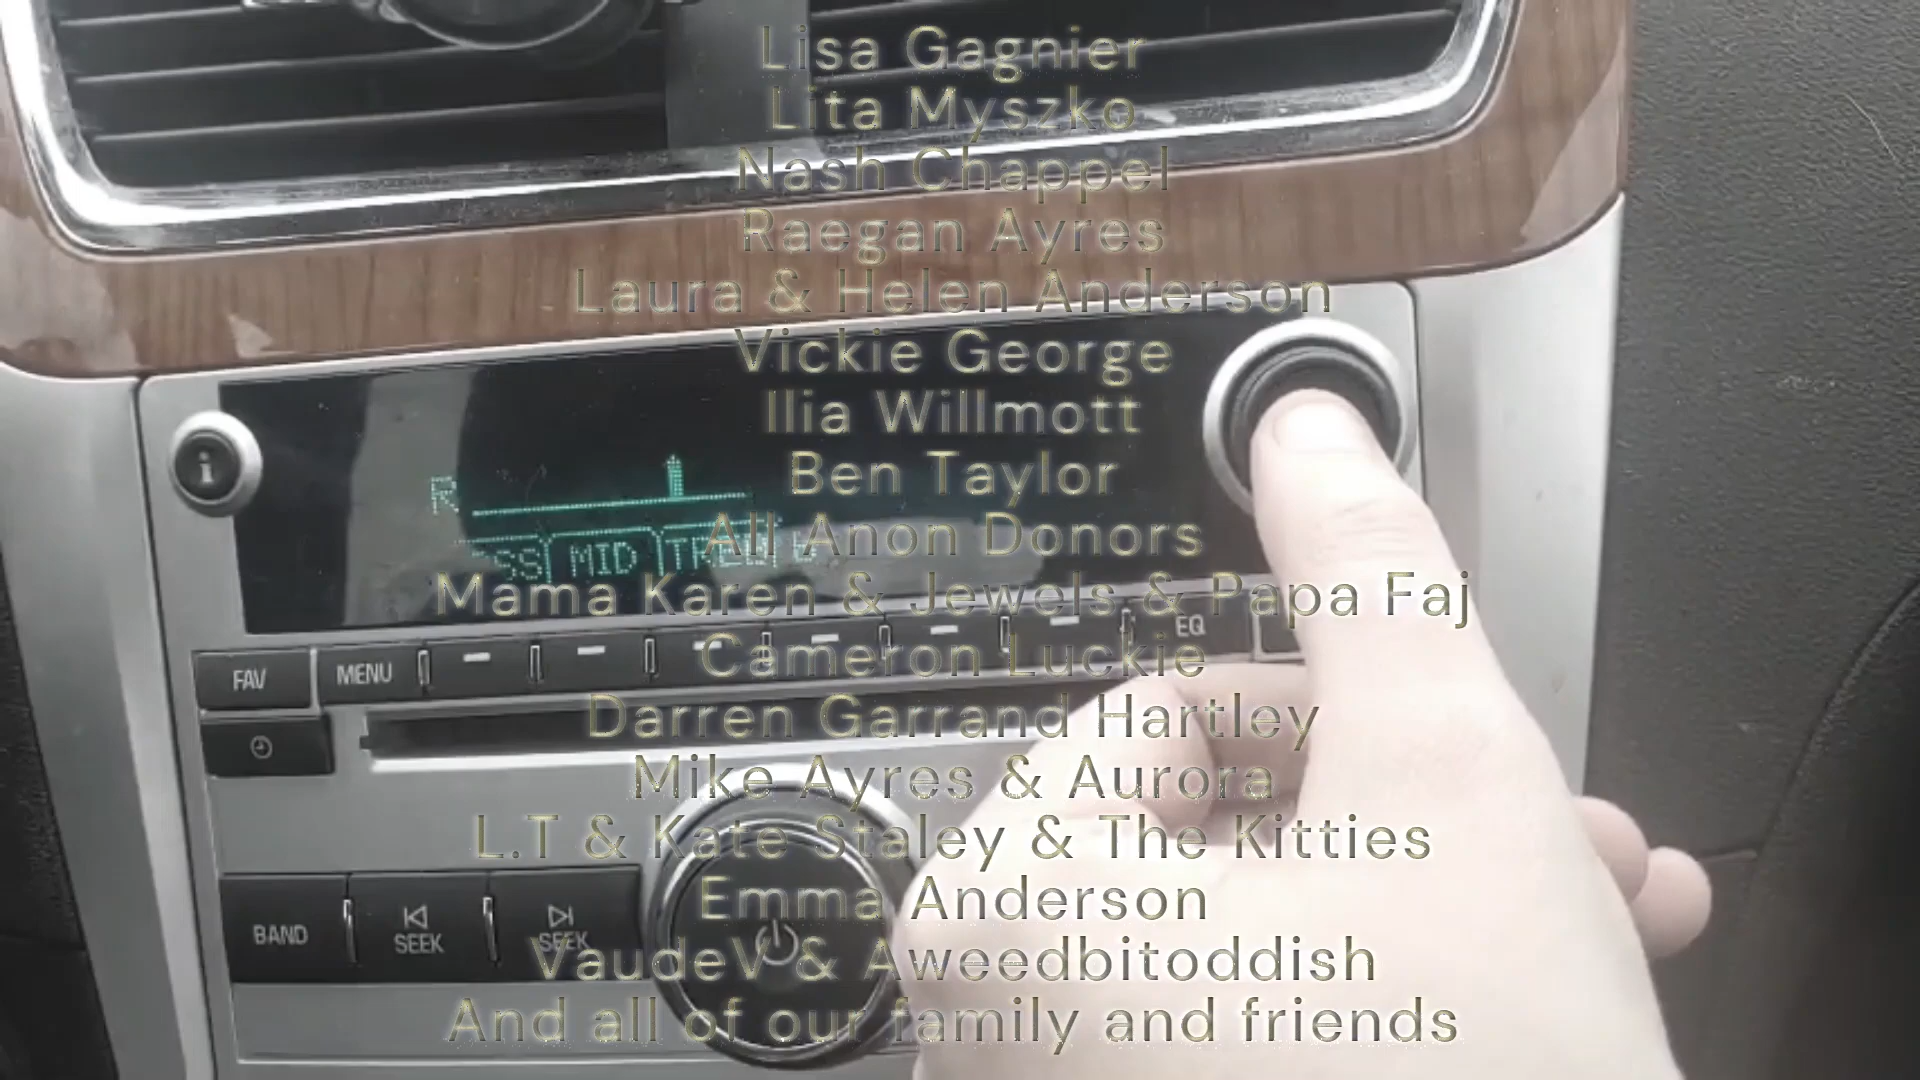 Lisa Gagnier
Lita Myszko
Nash Chappel
Raegan Ayres
Laura & Helen Anderson
Vickie George
Ilia Willmott
Ben Taylor
All Anon Donors
Mama Karen & Jewels & Papa Faj
Cameron Luckie
Darren Garrand Hartley
Mike Ayres & Aurora
L.T & Kate Staley & The Kitties
Emma Anderson
VaudeV & Aweedbitoddish
And all of our family and friends
i
R
SS MID TREB
FAV MENU EQ
BAND SEEK SEEK